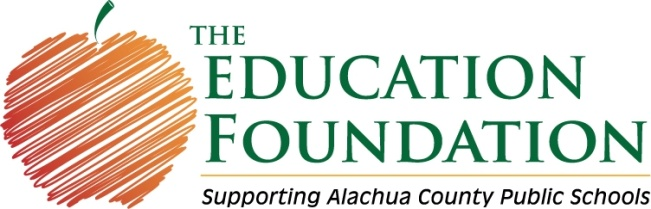 THE
EDUCATION
FOUNDATION
Supporting Alachua County Public Schools